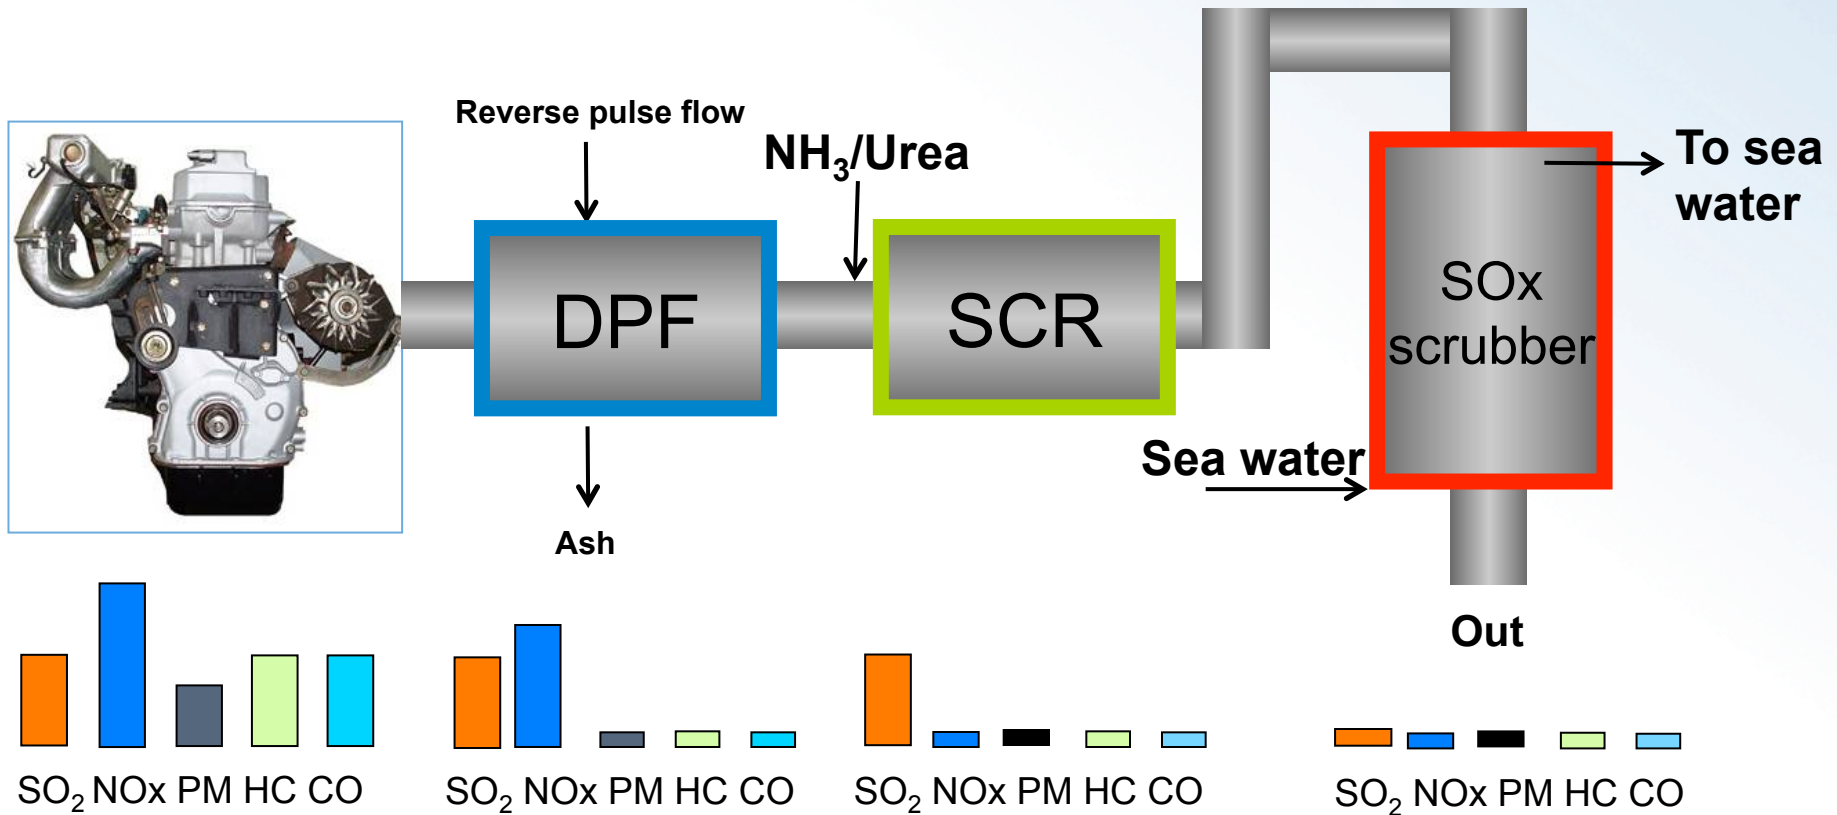 Reverse pulse flow
NH₃/Urea
To sea
water
DPF
SCR
SOx
scrubber
Sea water
Ash
Out
SO₂ NOx PM HC CO
SO₂ NOx PM HC CO
SO₂ NOx PM HC CO
SO₂ NOx PM HC CO